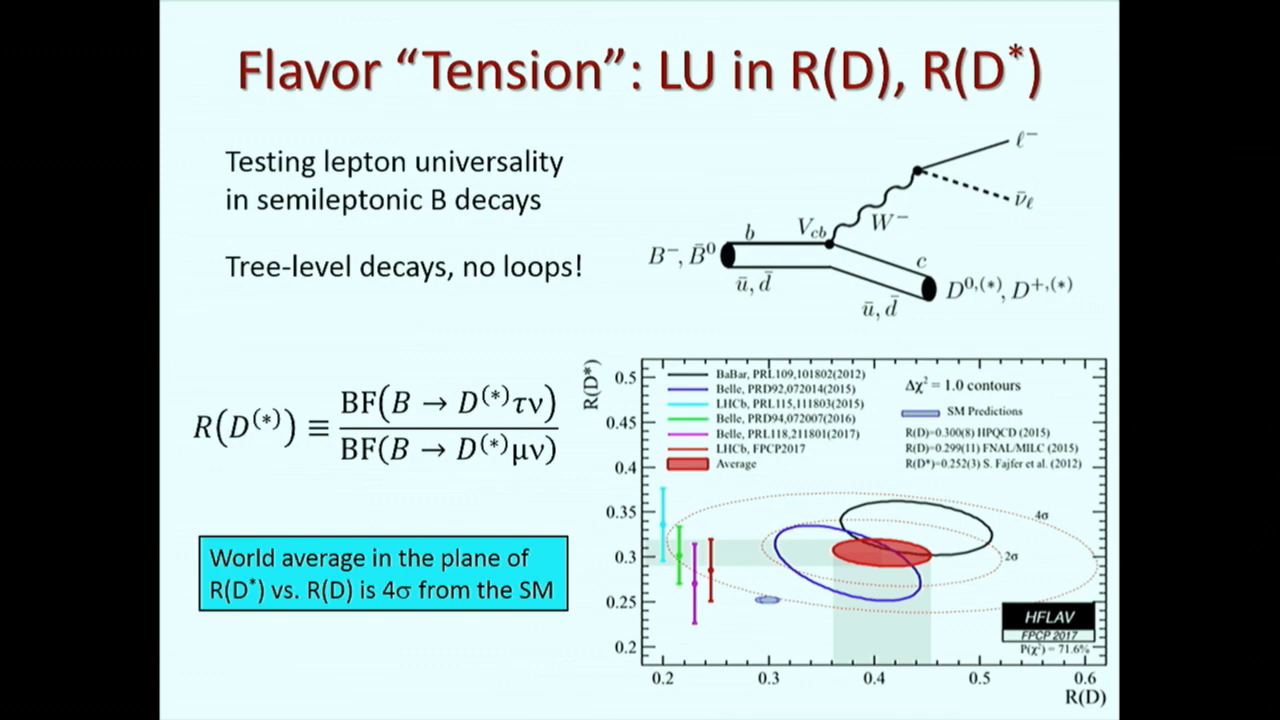 Flavor “Tension”: LU in R(D), R(D*)
Testing lepton universality
in semileptonic B decays
Tree-level decays, no loops!
ℓ⁻
ν̄ℓ
W⁻
b
Vcb
B⁻, B̄⁰
ū, d̄
c
D⁰,⁽*⁾, D⁺,⁽*⁾
ū, d̄
R(D⁽*⁾) ≡ BF(B → D⁽*⁾τν)
BF(B → D⁽*⁾μν)
World average in the plane of
R(D*) vs. R(D) is 4σ from the SM
R(D*)
0.5
0.45
0.4
0.35
0.3
0.25
0.2
BaBar, PRL109,101802(2012)
Belle, PRD92,072014(2015)
LHCb, PRL115,111803(2015)
Belle, PRD94,072007(2016)
Belle, PRL118,211801(2017)
LHCb, FPCP2017
Average
Δχ² = 1.0 contours
SM Predictions
R(D)=0.300(8) HPQCD (2015)
R(D)=0.299(11) FNAL/MILC (2015)
R(D*)=0.252(3) S. Fajfer et al. (2012)
4σ
2σ
HFLAV
FPCP 2017
P(χ²) = 71.6%
0.2 0.3 0.4 0.5 0.6
R(D)